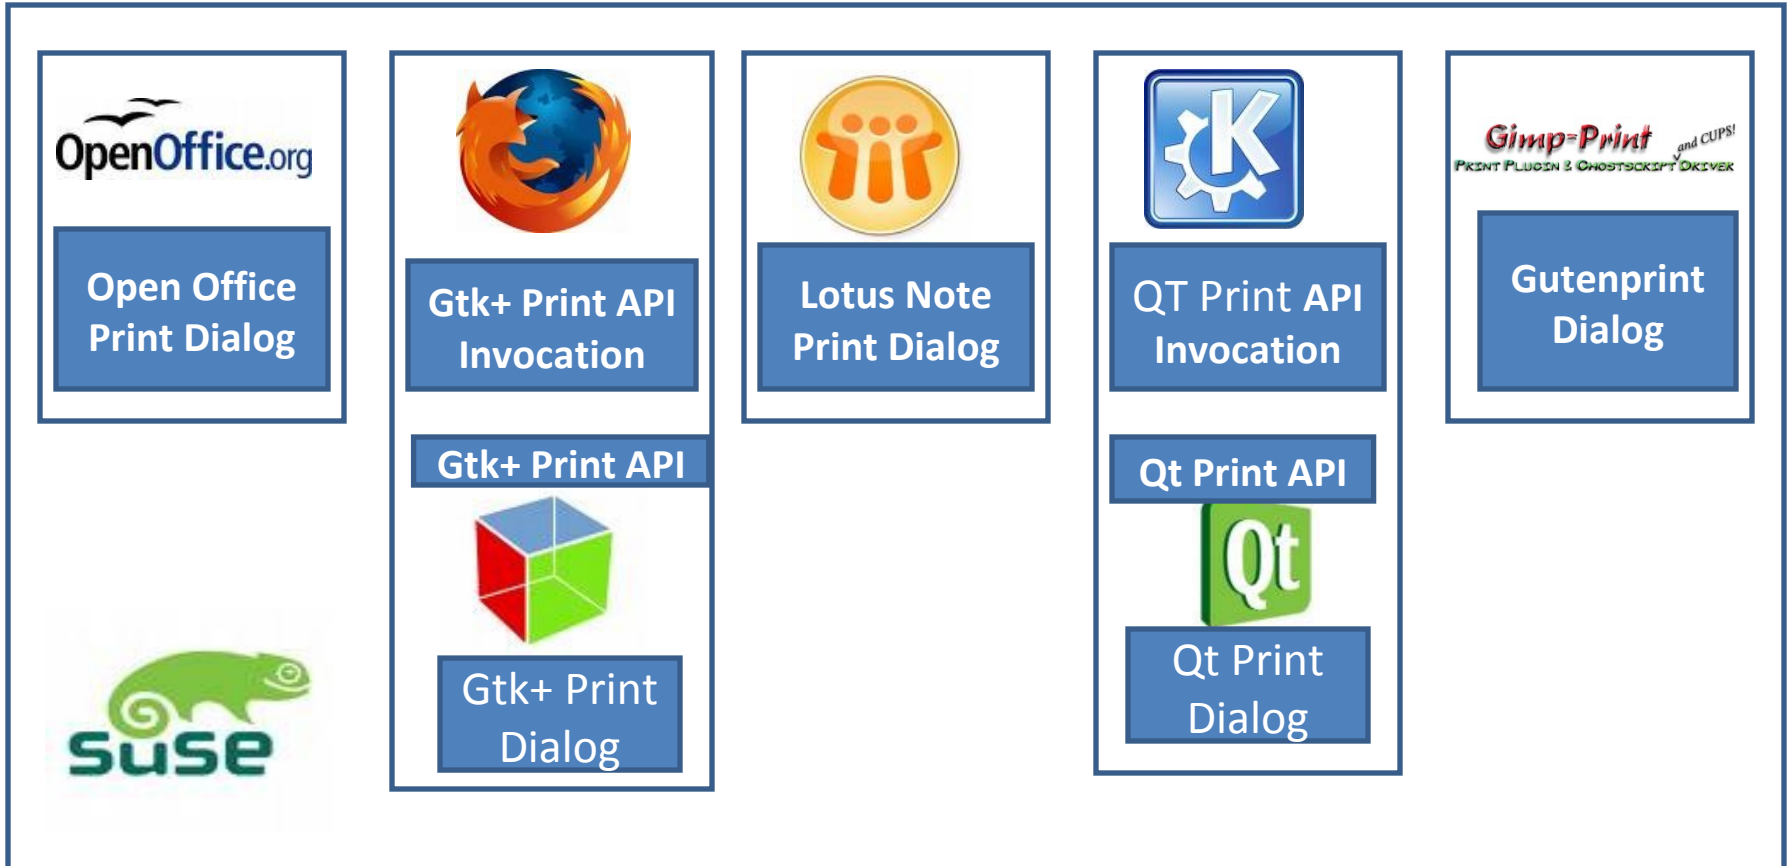 OpenOffice.org
Open Office
Print Dialog
Gtk+ Print API
Invocation
Gtk+ Print API
Gtk+ Print
Dialog
Lotus Note
Print Dialog
K
QT Print API
Invocation
Qt Print API
Qt
Qt Print
Dialog
Gimp-Print and CUPS!
PRINT PLUGIN & GHOSTSCRIPT DRIVER
Gutenprint
Dialog
suse